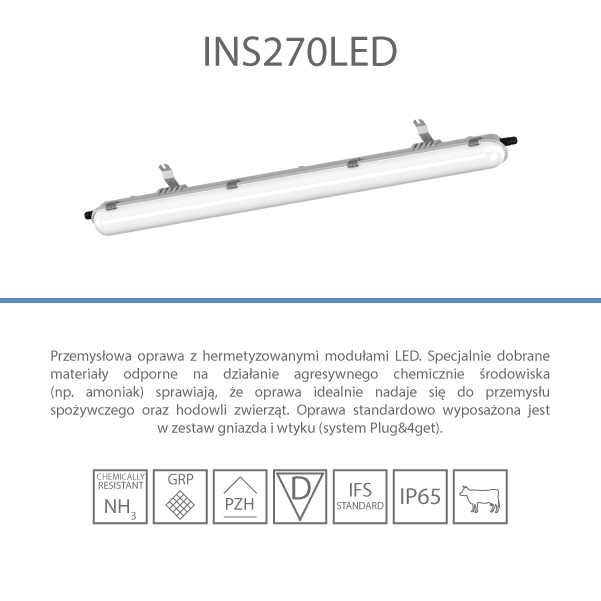 INS270LED
Przemysłowa oprawa z hermetyzowanymi modułami LED. Specjalnie dobrane
materiały odporne na działanie agresywnego chemicznie środowiska
(np. amoniak) sprawiają, że oprawa idealnie nadaje się do przemysłu
spożywczego oraz hodowli zwierząt. Oprawa standardowo wyposażona jest
w zestaw gniazda i wtyku (system Plug&4get).
CHEMICALLY
RESISTANT
NH3
GRP
PZH
D
IFS
STANDARD
IP65